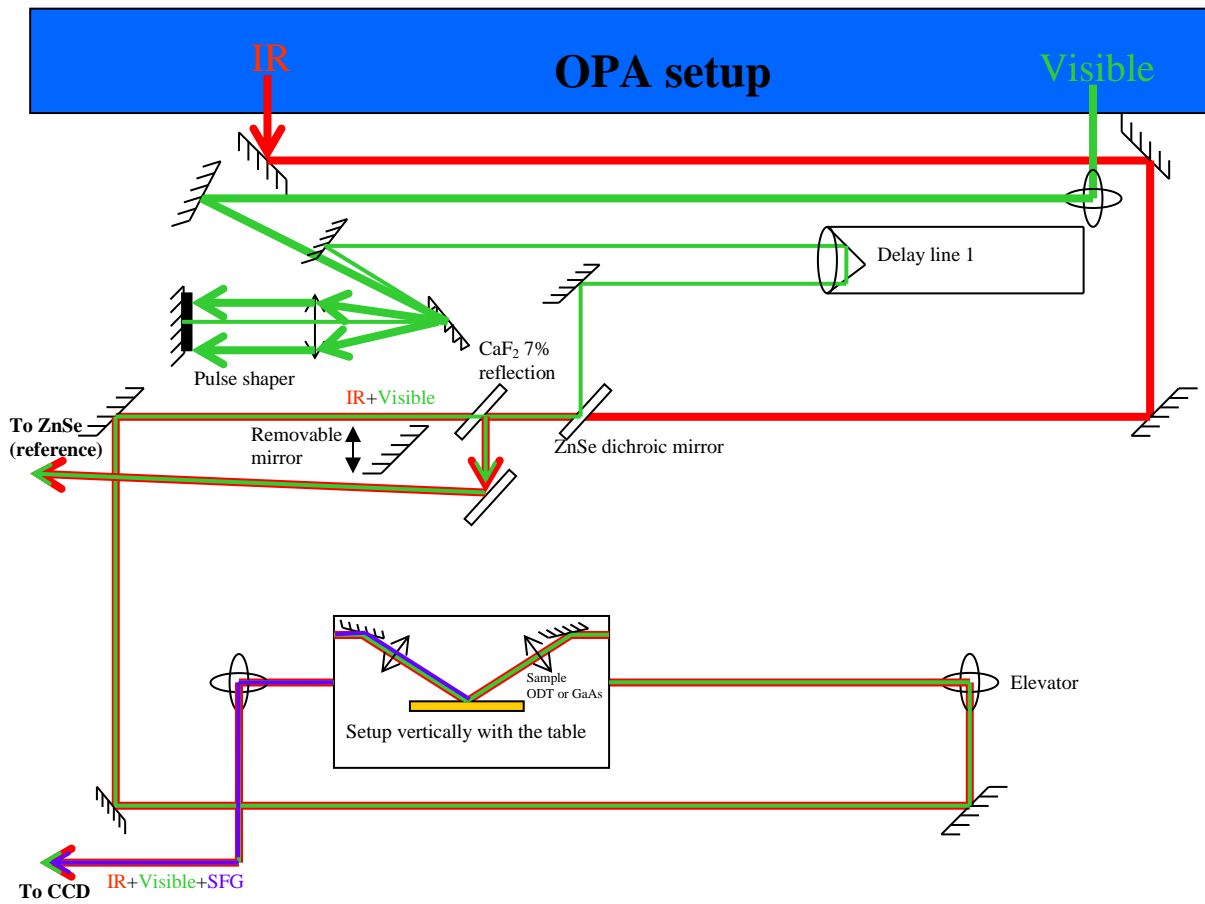 IR
OPA setup
Visible
Delay line 1
CaF₂ 7%
reflection
Pulse shaper
IR+Visible
To ZnSe
(reference)
Removable
mirror
ZnSe dichroic mirror
Sample
ODT or GaAs
Elevator
Setup vertically with the table
IR+Visible+SFG
To CCD